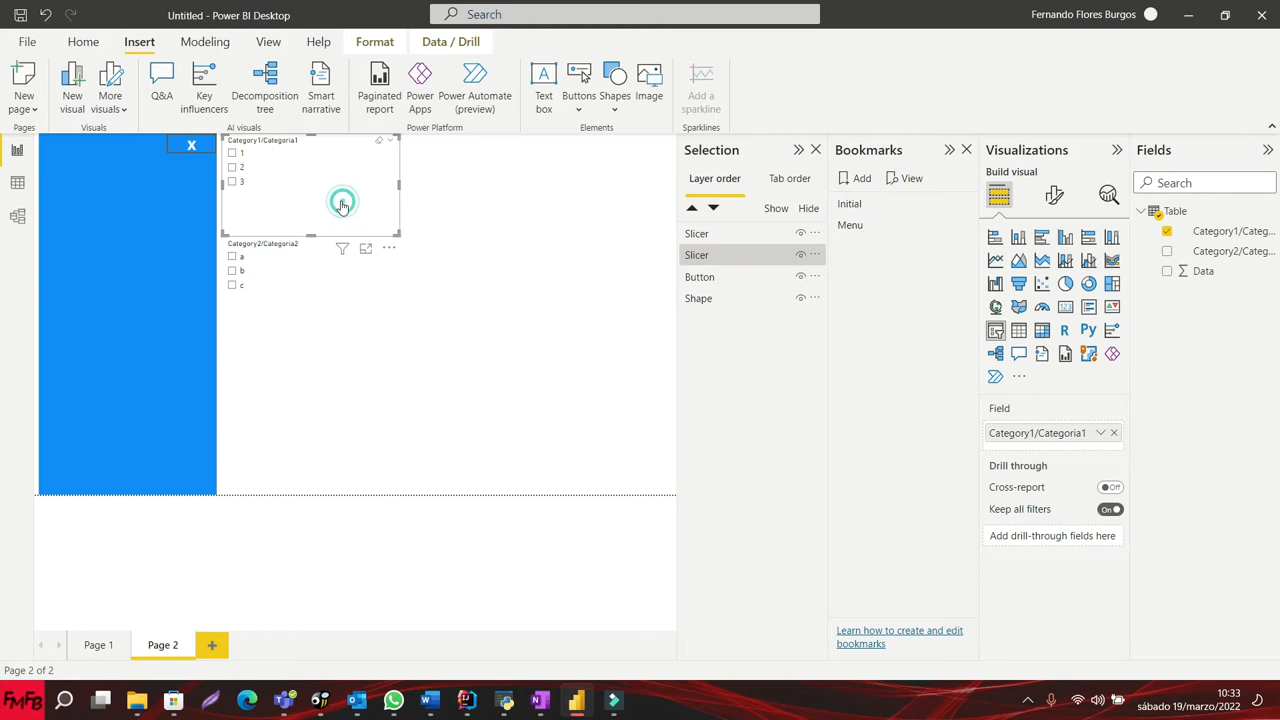 Untitled - Power BI Desktop
Search
Fernando Flores Burgos
File
Home
Insert
Modeling
View
Help
Format
Data / Drill
New page
New visual
More visuals
Q&A
Key influencers
Decomposition tree
Smart narrative
Paginated report
Power Apps
Power Automate (preview)
Text box
Buttons
Shapes
Image
Add a sparkline
Pages
Visuals
AI visuals
Power Platform
Elements
Sparklines
X
Category1/Categoria1
1
2
3
Category2/Categoria2
a
b
c
Selection
Layer order
Tab order
Show
Hide
Slicer
Slicer
Button
Shape
Bookmarks
Add
View
Initial
Menu
Learn how to create and edit
bookmarks
Visualizations
Build visual
123
R
Py
Field
Category1/Categoria1
Drill through
Cross-report
Off
Keep all filters
On
Add drill-through fields here
Fields
Search
Table
Category1/Categ...
Category2/Categ...
Data
Page 1
Page 2
Page 2 of 2
FMFB
10:33
sábado 19/marzo/2022